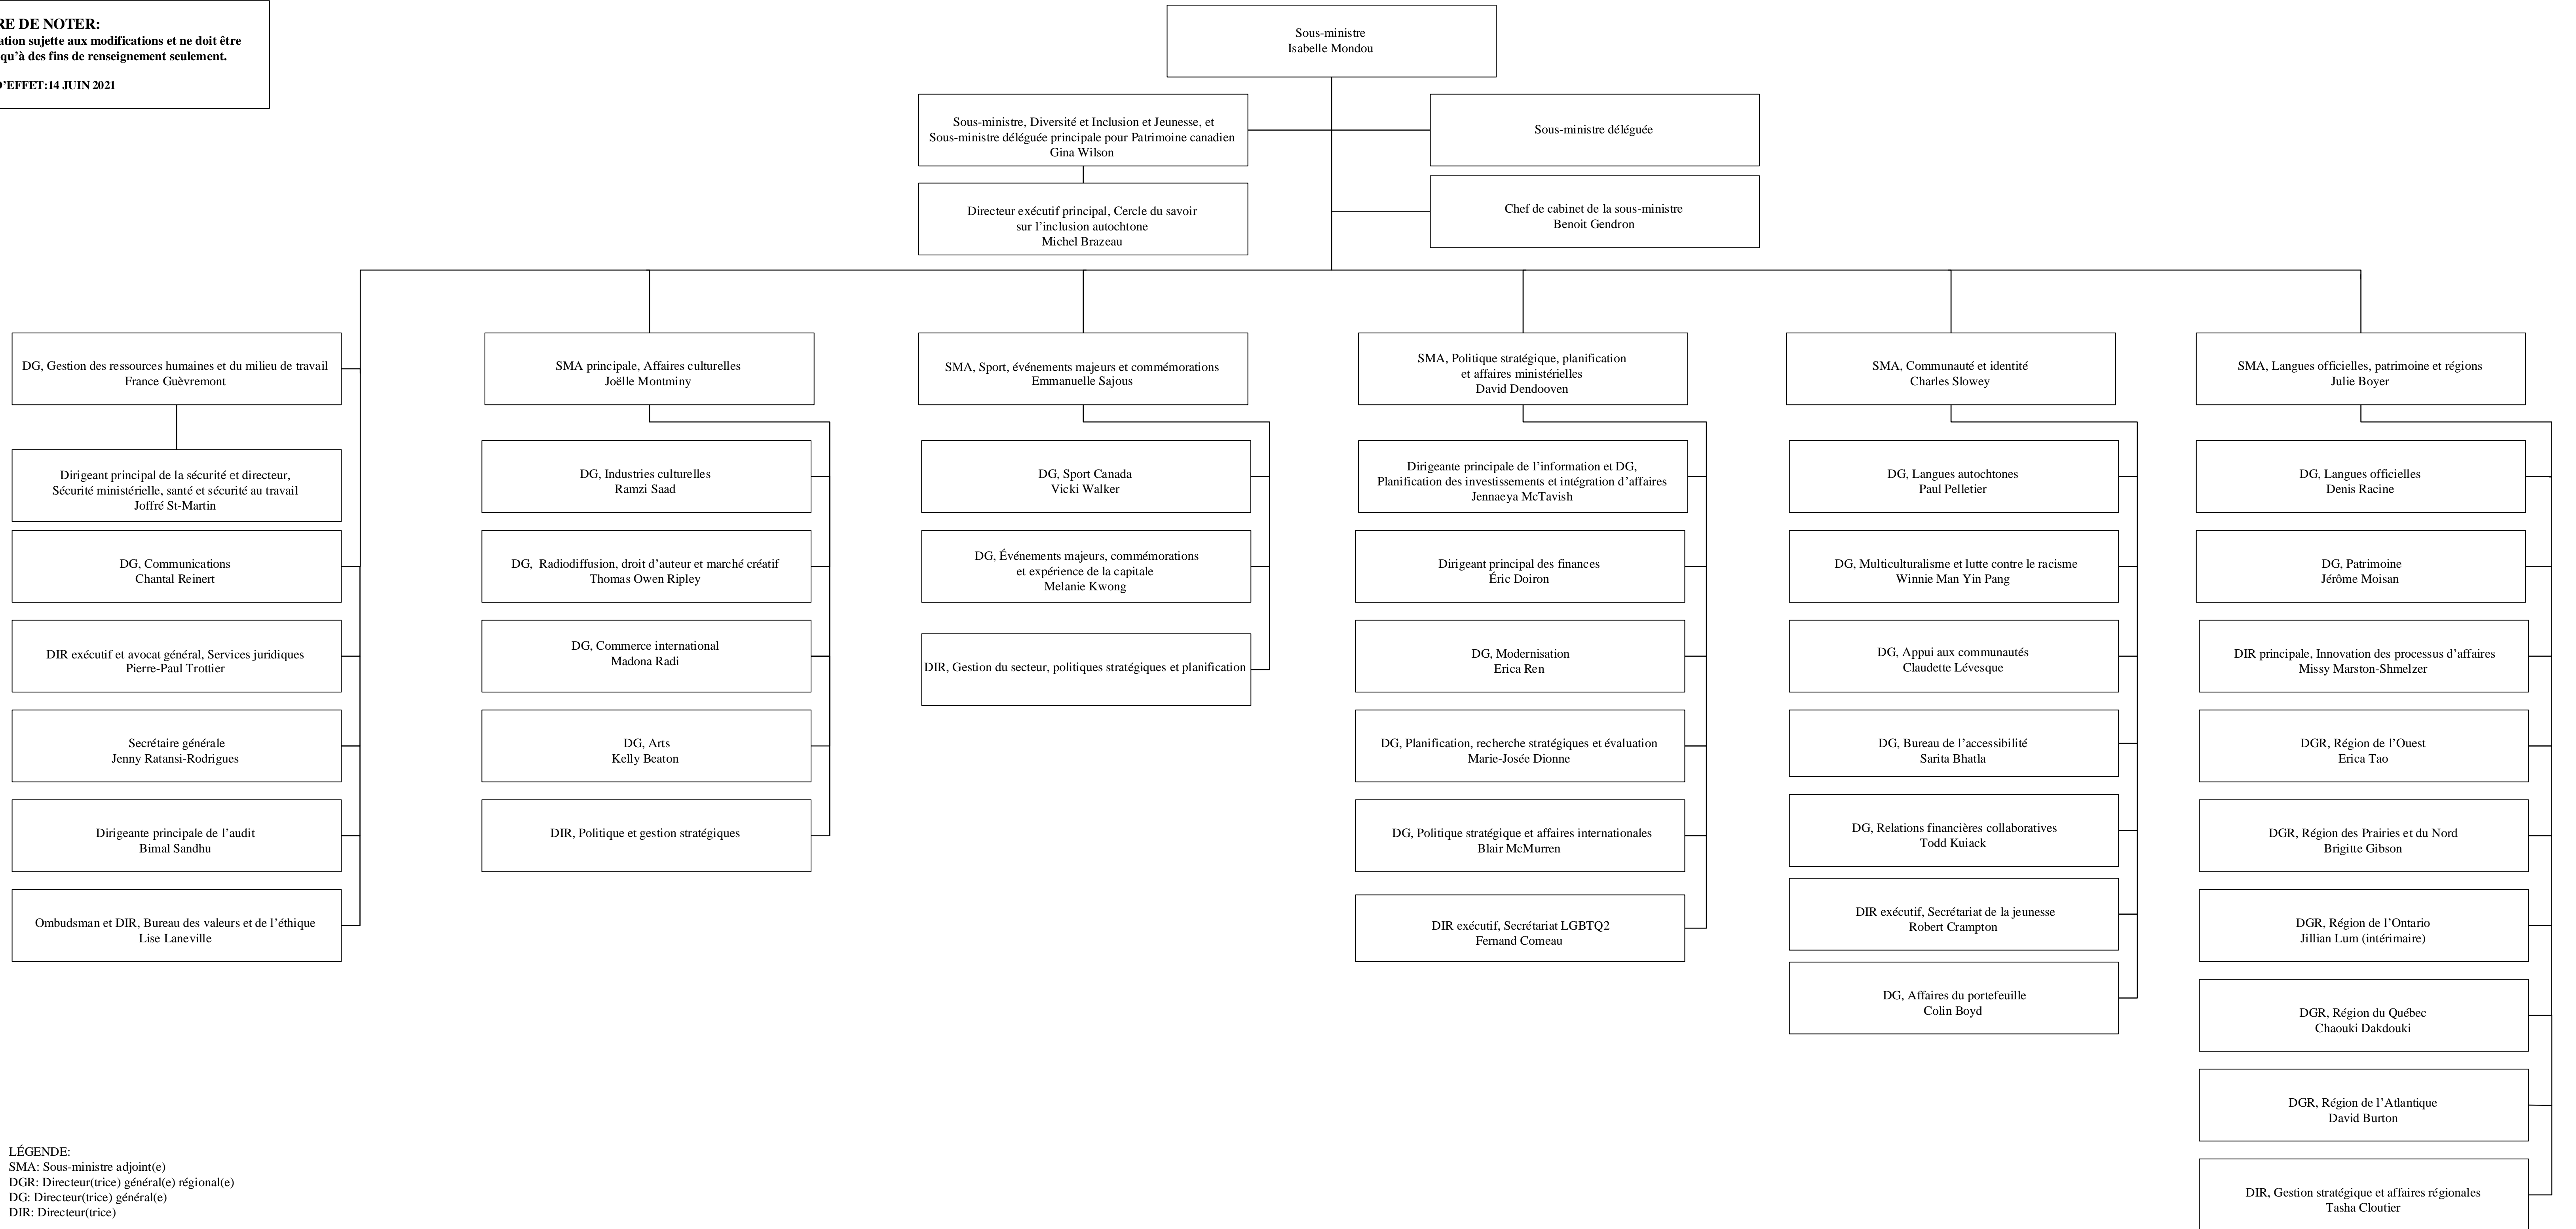 RE DE NOTER:
ation sujette aux modifications et ne doit être
qu'à des fins de renseignement seulement.
D'EFFET:14 JUIN 2021
Sous-ministre
Isabelle Mondou
Sous-ministre, Diversité et Inclusion et Jeunesse, et
Sous-ministre déléguée principale pour Patrimoine canadien
Gina Wilson
Sous-ministre déléguée
Directeur exécutif principal, Cercle du savoir
sur l'inclusion autochtone
Michel Brazeau
Chef de cabinet de la sous-ministre
Benoit Gendron
DG, Gestion des ressources humaines et du milieu de travail
France Guèvremont
Dirigeant principal de la sécurité et directeur,
Sécurité ministérielle, santé et sécurité au travail
Joffré St-Martin
DG, Communications
Chantal Reinert
DIR exécutif et avocat général, Services juridiques
Pierre-Paul Trottier
Secrétaire générale
Jenny Ratansi-Rodrigues
Dirigeante principale de l'audit
Bimal Sandhu
Ombudsman et DIR, Bureau des valeurs et de l'éthique
Lise Laneville
SMA principale, Affaires culturelles
Joëlle Montminy
DG, Industries culturelles
Ramzi Saad
DG, Radiodiffusion, droit d'auteur et marché créatif
Thomas Owen Ripley
DG, Commerce international
Madona Radi
DG, Arts
Kelly Beaton
DIR, Politique et gestion stratégiques
SMA, Sport, événements majeurs et commémorations
Emmanuelle Sajous
DG, Sport Canada
Vicki Walker
DG, Événements majeurs, commémorations
et expérience de la capitale
Melanie Kwong
DIR, Gestion du secteur, politiques stratégiques et planification
SMA, Politique stratégique, planification
et affaires ministérielles
David Dendooven
Dirigeante principale de l'information et DG,
Planification des investissements et intégration d'affaires
Jennaeya McTavish
Dirigeant principal des finances
Éric Doiron
DG, Modernisation
Erica Ren
DG, Planification, recherche stratégiques et évaluation
Marie-Josée Dionne
DG, Politique stratégique et affaires internationales
Blair McMurren
DIR exécutif, Secrétariat LGBTQ2
Fernand Comeau
SMA, Communauté et identité
Charles Slowey
DG, Langues autochtones
Paul Pelletier
DG, Multiculturalisme et lutte contre le racisme
Winnie Man Yin Pang
DG, Appui aux communautés
Claudette Lévesque
DG, Bureau de l'accessibilité
Sarita Bhatla
DG, Relations financières collaboratives
Todd Kuiack
DIR exécutif, Secrétariat de la jeunesse
Robert Crampton
DG, Affaires du portefeuille
Colin Boyd
SMA, Langues officielles, patrimoine et régions
Julie Boyer
DG, Langues officielles
Denis Racine
DG, Patrimoine
Jérôme Moisan
DIR principale, Innovation des processus d'affaires
Missy Marston-Shmelzer
DGR, Région de l'Ouest
Erica Tao
DGR, Région des Prairies et du Nord
Brigitte Gibson
DGR, Région de l'Ontario
Jillian Lum (intérimaire)
DGR, Région du Québec
Chaouki Dakdouki
DGR, Région de l'Atlantique
David Burton
DIR, Gestion stratégique et affaires régionales
Tasha Cloutier
LÉGENDE:
SMA: Sous-ministre adjoint(e)
DGR: Directeur(trice) général(e) régional(e)
DG: Directeur(trice) général(e)
DIR: Directeur(trice)